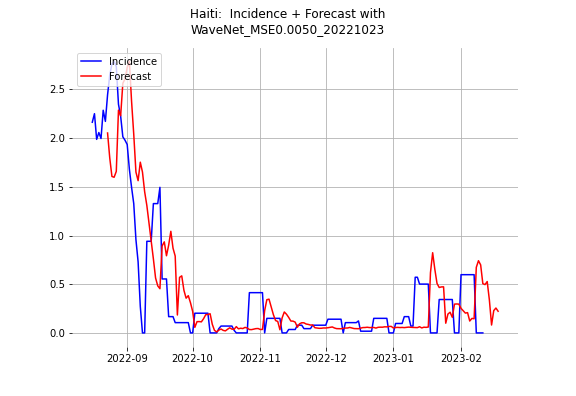 Haiti:  Incidence + Forecast with
WaveNet_MSE0.0050_20221023
Incidence
Forecast
2.5
2.0
1.5
1.0
0.5
0.0
2022-09 2022-10 2022-11 2022-12 2023-01 2023-02